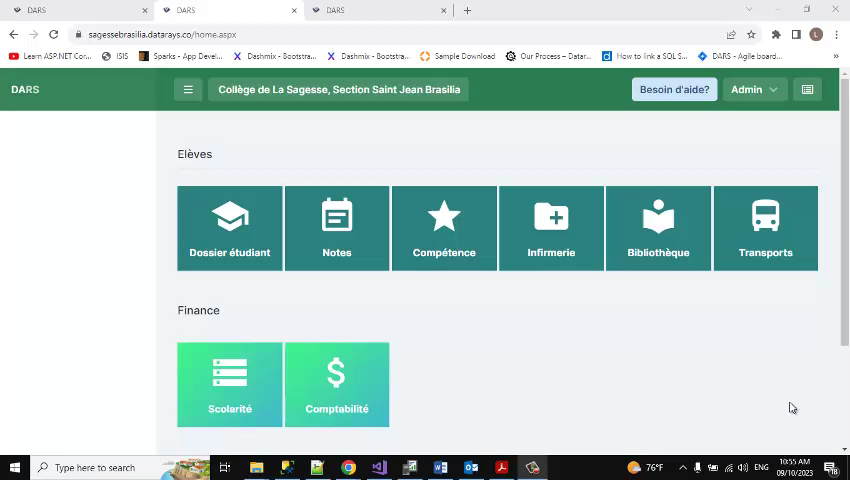 DARS
DARS
DARS
sagessebrasilia.datarays.co/home.aspx
L
Learn ASP.NET Cor...
ISIS
Sparks - App Devel...
Dashmix - Bootstra...
Dashmix - Bootstra...
Sample Download
Our Process – Data...
How to link a SQL S...
DARS - Agile board...
»
DARS
Collège de La Sagesse, Section Saint Jean Brasilia
Besoin d'aide?
Admin
Elèves
Dossier étudiant
Notes
Compétence
Infirmerie
Bibliothèque
Transports
Finance
Scolarité
Comptabilité
Type here to search
76°F
ENG
10:55 AM
09/10/2023